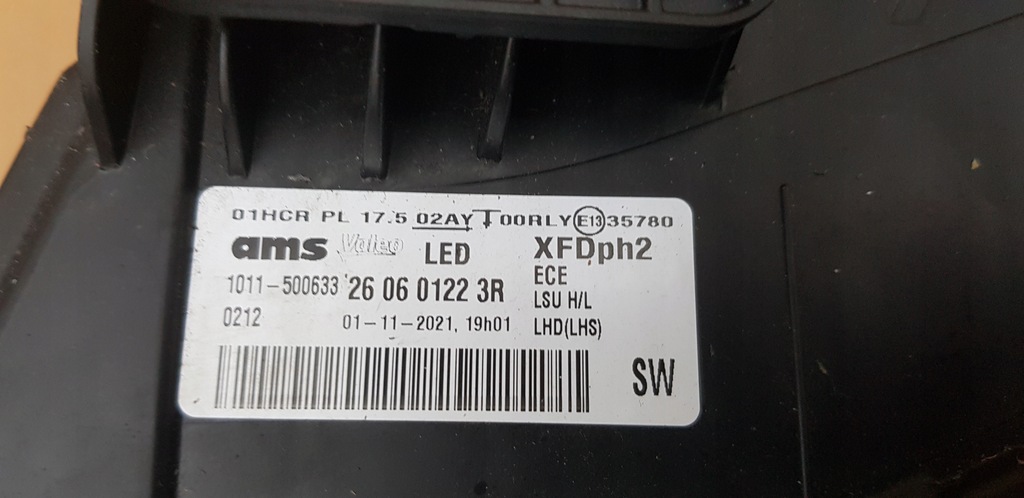 01HCR PL 17.5 02AY 00RLY E13 35780
ams Valeo LED XFDph2
ECE
1011-500633 26 06 0122 3R
LSU H/L
0212 01-11-2021, 19h01 LHD(LHS)
SW